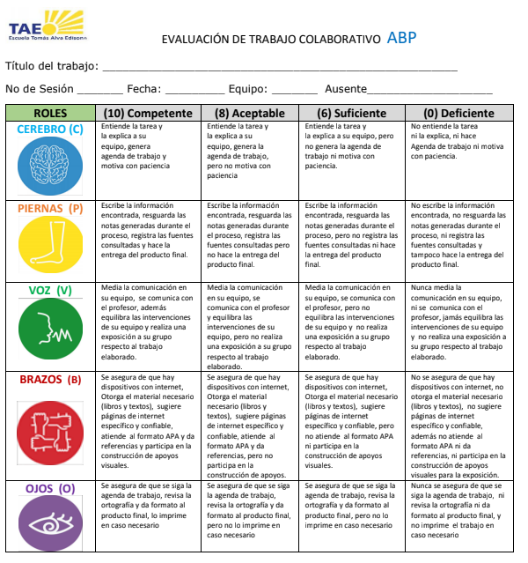 TAE
Escuela Tomás Alva Edison
EVALUACIÓN DE TRABAJO COLABORATIVO ABP
Título del trabajo: ____________________
No de Sesión _______ Fecha: _________ Equipo: _______ Ausente___________________
ROLES
(10) Competente
(8) Aceptable
(6) Suficiente
(0) Deficiente
CEREBRO (C)
Entiende la tarea y
la explica a su
equipo, genera
agenda de trabajo y
motiva con paciencia
Entiende la tarea y
la explica a su
equipo, genera la
agenda de trabajo,
pero no motiva con
paciencia
Entiende la tarea y
la explica a su equipo, pero
no genera la agenda de
trabajo ni motiva con
paciencia.
No entiende la tarea
ni la explica, ni hace
Agenda de trabajo ni motiva
con paciencia.
PIERNAS (P)
Escribe la información
encontrada, resguarda las
notas generadas durante el
proceso, registra las fuentes
consultadas y hace la
entrega del producto final.
Escribe la información
encontrada, resguarda las
notas generadas durante el
proceso, registra las
fuentes consultadas pero
no hace la entrega del
producto final.
Escribe la información
encontrada, resguarda las
notas generadas durante el
proceso, pero no registra las
fuentes consultadas ni hace
la entrega del producto
final.
No escribe la información
encontrada, no resguarda las
notas generadas durante el
proceso, ni registra las
fuentes consultadas y
tampoco hace la entrega del
producto final.
VOZ (V)
Media la comunicación en
su equipo, se comunica con
el profesor, además
equilibra las intervenciones
de su equipo y realiza una
exposición a su grupo
respecto al trabajo
elaborado.
Media la comunicación en
su equipo, se
comunica con el profesor
y equilibra las
intervenciones de su
equipo, pero no realiza
una exposición a su grupo
respecto al trabajo
elaborado.
Media la comunicación en
su equipo, se comunica con
el profesor, pero no
equilibra las intervenciones
de su equipo y no realiza
una exposición a su grupo
respecto al trabajo
elaborado.
Nunca media la
comunicación en su equipo,
ni se comunica con el
profesor, jamás equilibra las
intervenciones de su equipo
y no realiza una exposición a
su grupo respecto al trabajo
elaborado.
BRAZOS (B)
Se asegura de que hay
dispositivos con internet,
Otorga el material necesario
(libros y textos), sugiere
páginas de internet
específico y confiable,
atiende al formato APA y da
referencias y participa en la
construcción de apoyos
visuales.
Se asegura de que hay
dispositivos con internet,
Otorga el material
necesario (libros y
textos), sugiere páginas
de internet específico y
confiable, atiende al
formato APA y da
referencias, pero no
participa en la
construcción de apoyos.
Se asegura de que hay
dispositivos con internet,
Otorga el material necesario
(libros y textos), sugiere
páginas de internet
específico y confiable, pero
no atiende al formato APA
ni participa en la
construcción de apoyos
visuales.
No se asegura de que hay
dispositivos con internet, no
otorga el material necesario
(libros y textos), no sugiere
páginas de internet
específico y confiable,
además no atiende al
formato APA ni da
referencias, ni participa en la
construcción de apoyos
visuales para la exposición.
OJOS (O)
Se asegura de que se siga la
agenda de trabajo, revisa la
ortografía y da formato al
producto final, lo imprime
en caso necesario
Se asegura de que se siga
la agenda de trabajo,
revisa la ortografía y da
formato al producto final,
pero no lo imprime en
caso necesario
Se asegura de que se siga la
agenda de trabajo, revisa la
ortografía y da formato al
producto final, pero no lo
imprime en caso necesario
Nunca se asegura de que se
siga la agenda de trabajo, ni
revisa la ortografía ni da
formato al producto final, y
no imprime el trabajo en
caso necesario